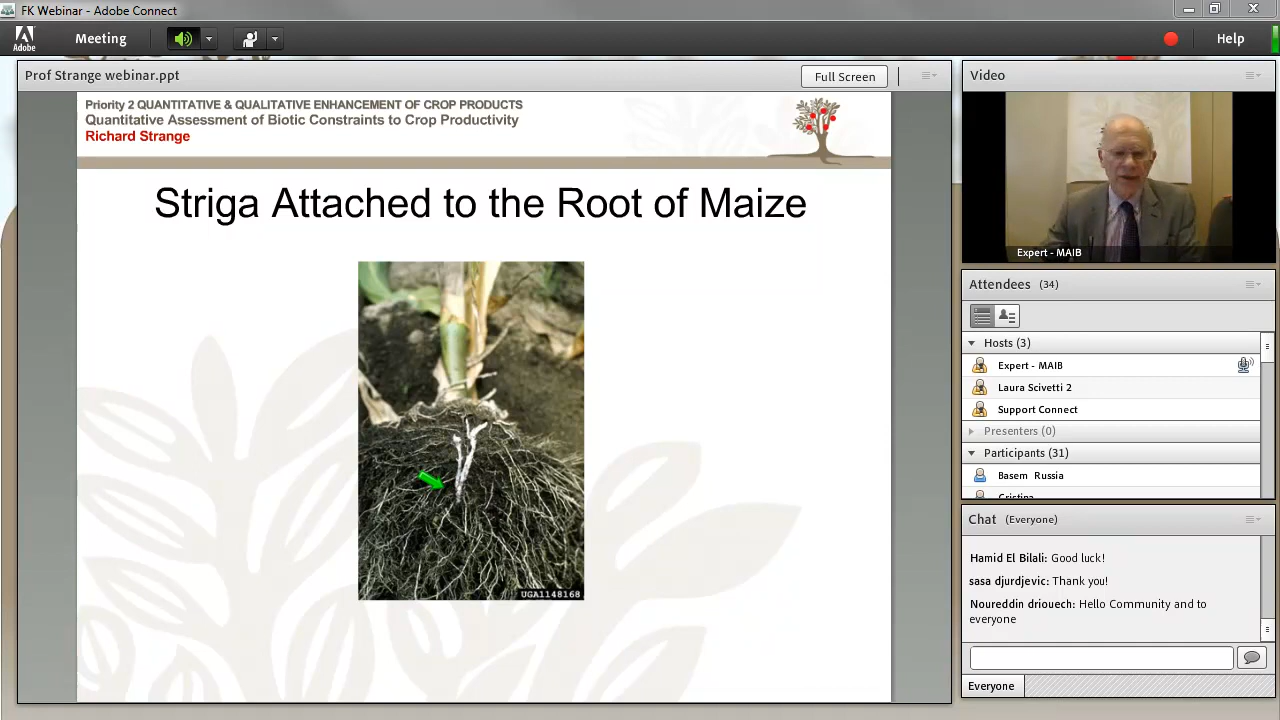 FK Webinar - Adobe Connect
Adobe
Meeting
Help
Prof Strange webinar.ppt
Full Screen
Priority 2 QUANTITATIVE & QUALITATIVE ENHANCEMENT OF CROP PRODUCTS
Quantitative Assessment of Biotic Constraints to Crop Productivity
Richard Strange
Striga Attached to the Root of Maize
UGA1148168
Video
Expert - MAIB
Attendees (34)
Hosts (3)
Expert - MAIB
Laura Scivetti 2
Support Connect
Presenters (0)
Participants (31)
Basem Russia
Cristina
Chat (Everyone)
Hamid El Bilali: Good luck!
sasa djurdjevic: Thank you!
Noureddin driouech: Hello Community and to
everyone
Everyone